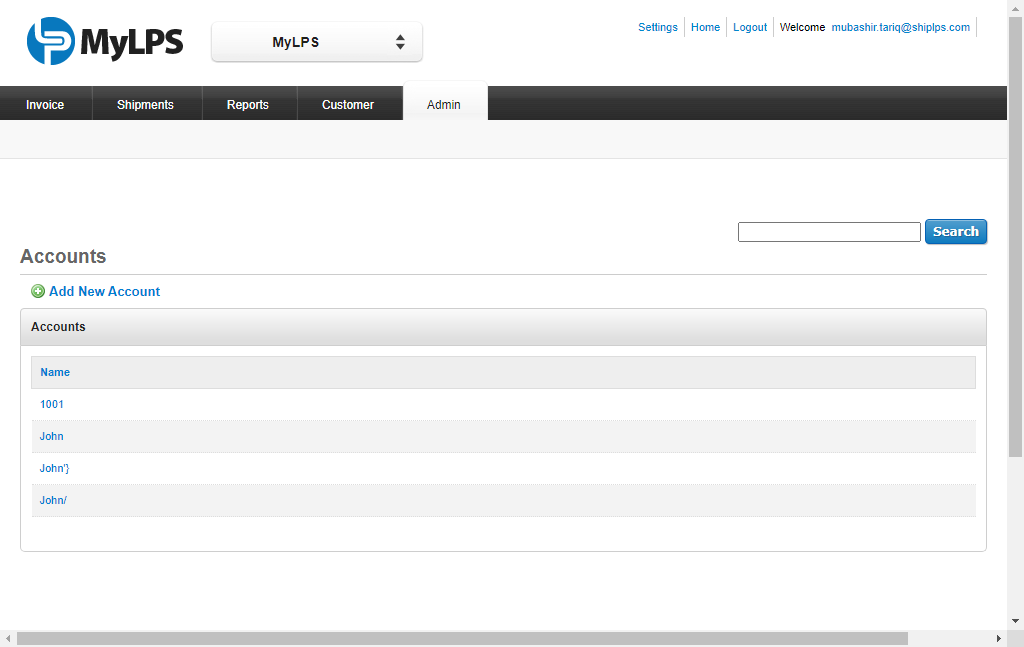 MyLPS
MyLPS
Settings
Home
Logout
Welcome mubashir.tariq@shiplps.com
Invoice
Shipments
Reports
Customer
Admin
Search
Accounts
Add New Account
Accounts
Name
1001
John
John'}
John/